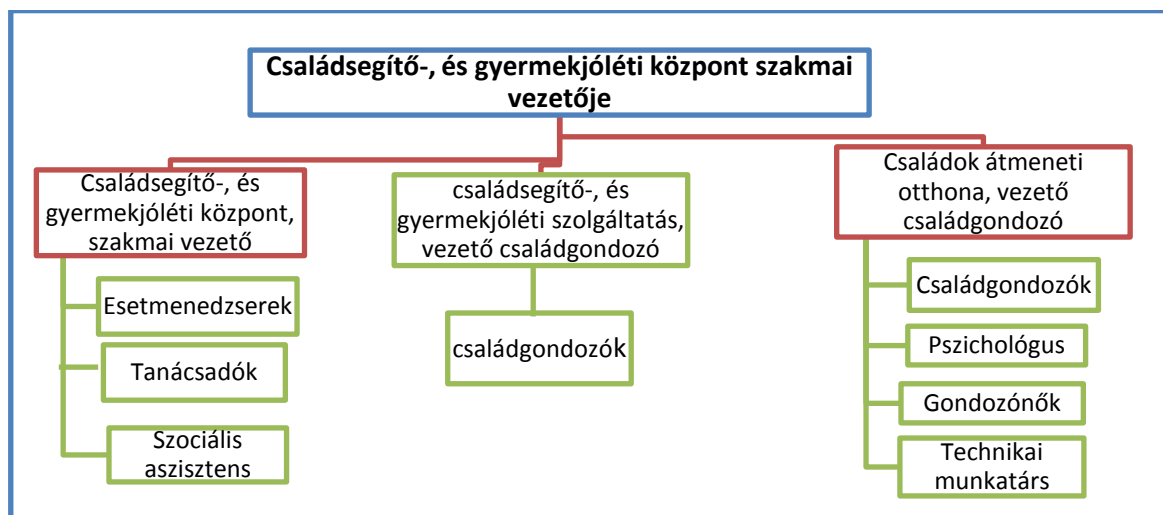 Családsegítő-, és gyermekjóléti központ szakmai
vezetője
Családsegítő-, és
gyermekjóléti központ,
szakmai vezető
Esetmenedzserek
Tanácsadók
Szociális
aszisztens
családsegítő-, és
gyermekjóléti szolgáltatás,
vezető családgondozó
családgondozók
Családok átmeneti
otthona, vezető
családgondozó
Családgondozók
Pszichológus
Gondozónők
Technikai
munkatárs